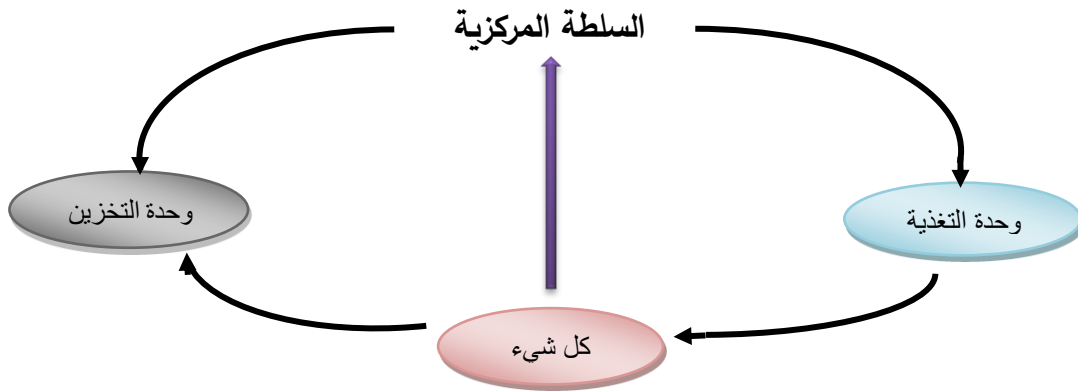 السلطة المركزية
وحدة التغذية
وحدة التخزين
كل شيء